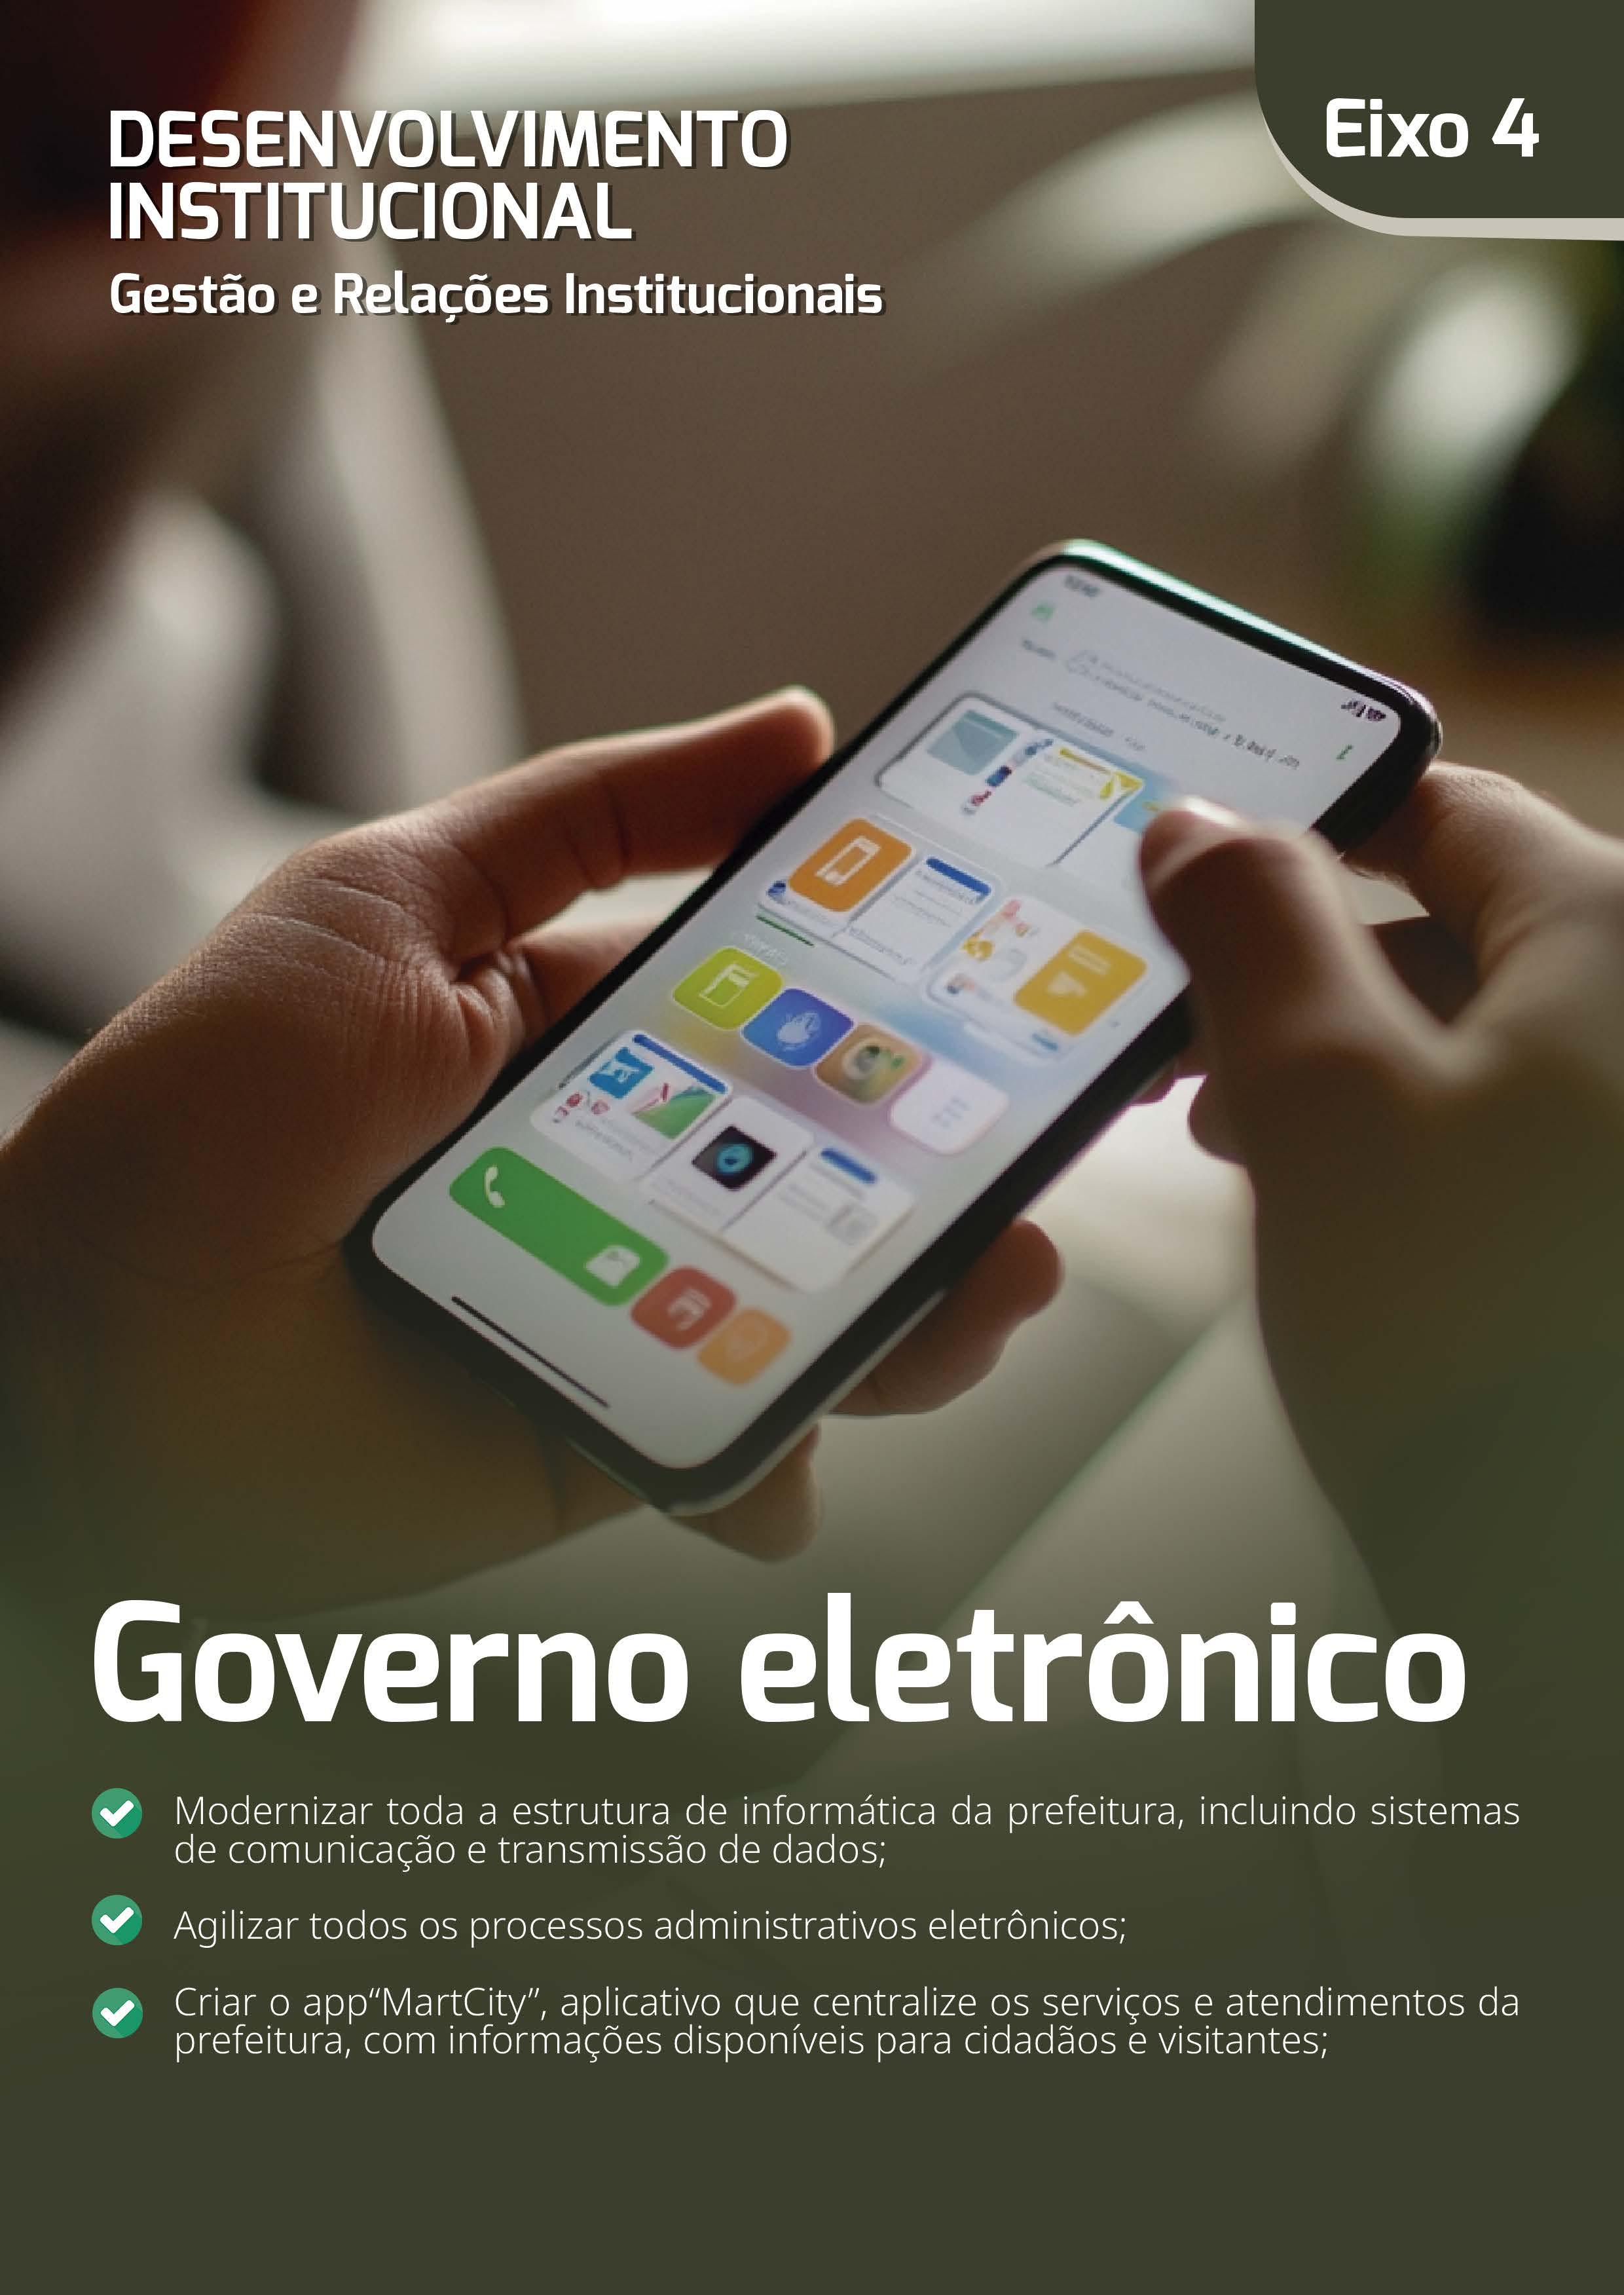 DESENVOLVIMENTO
INSTITUCIONAL
Gestão e Relações Institucionais
Eixo 4
Governo eletrônico
Modernizar toda a estrutura de informática da prefeitura, incluindo sistemas
de comunicação e transmissão de dados;
Agilizar todos os processos administrativos eletrônicos;
Criar o app“MartCity”, aplicativo que centralize os serviços e atendimentos da
prefeitura, com informações disponíveis para cidadãos e visitantes;